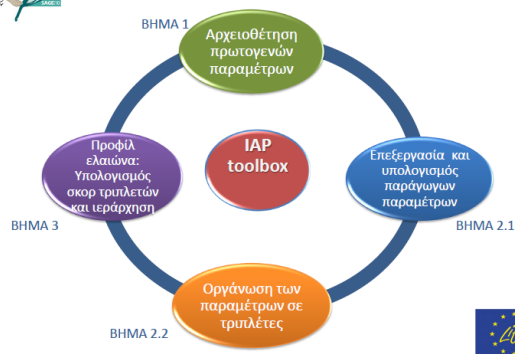 ΒΗΜΑ 1
Αρχειοθέτηση
πρωτογενών
παραμέτρων
IAP
toolbox
Επεξεργασία και
υπολογισμός
παράγωγων
παραμέτρων
ΒΗΜΑ 2.1
Οργάνωση των
παραμέτρων σε
τριπλέτες
ΒΗΜΑ 2.2
Προφίλ
ελαιώνα:
Υπολογισμός
σκορ τριπλετών
και ιεράρχηση
ΒΗΜΑ 3